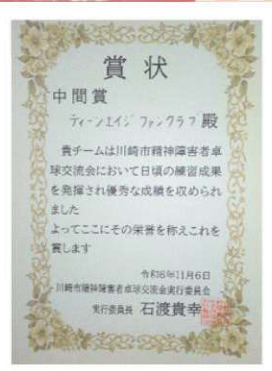 賞状
中間賞
ティーンエイジ ファンクラブ 殿
貴チームは川崎市精神障害者卓
球交流会において日頃の練習成果
を発揮され優秀な成績を収められ
ました
よってここにその栄誉を称えこれを
賞します
令和6年11月6日
川崎市精神障害者卓球交流会実行委員会
実行委員長 石渡貴幸